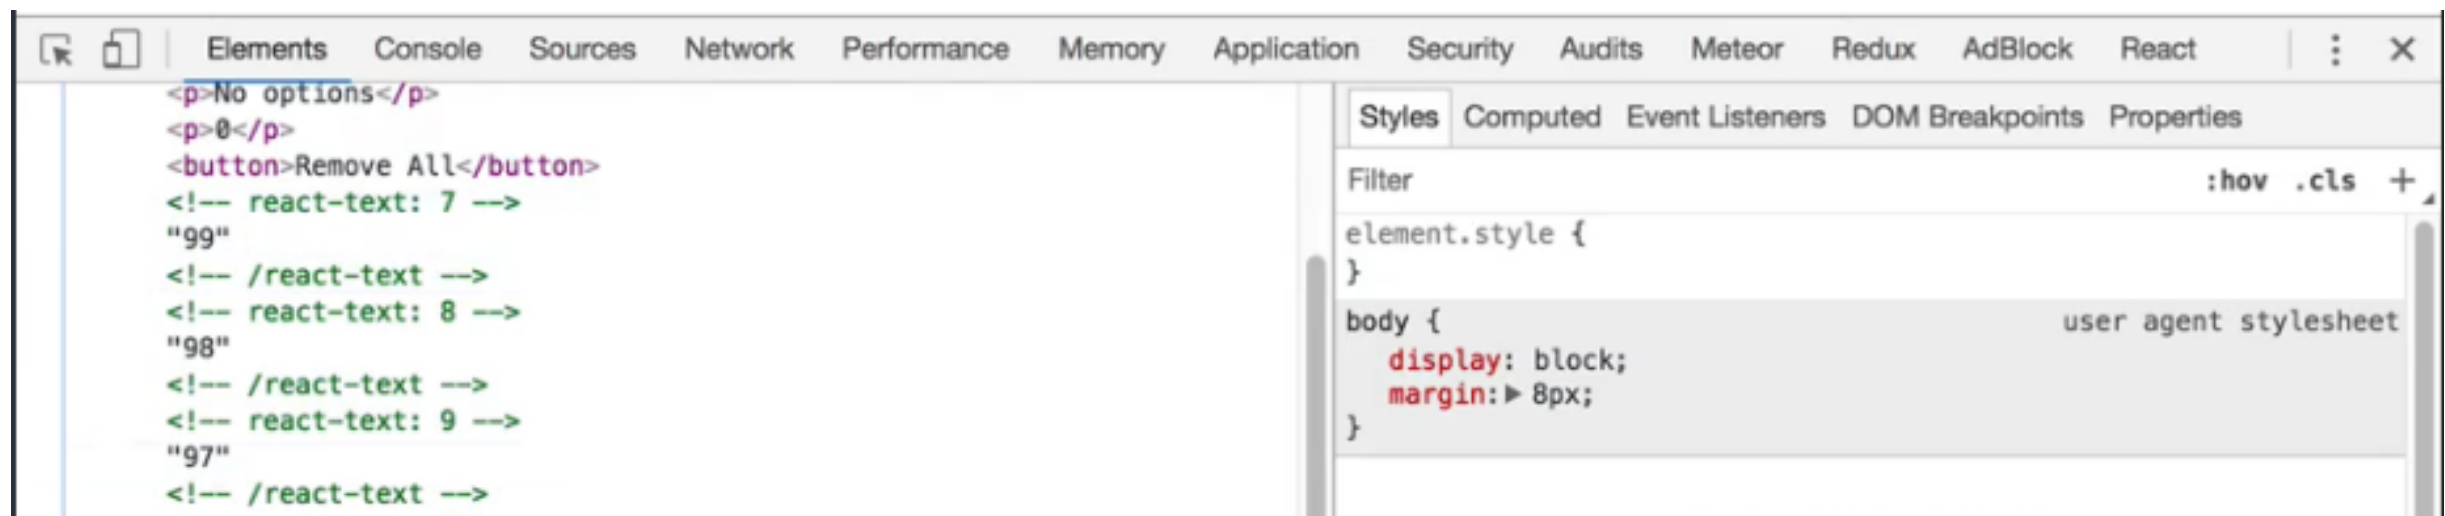 Elements Console Sources Network Performance Memory Application Security Audits Meteor Redux AdBlock React
<p>No options</p>
<p>0</p>
<button>Remove All</button>
<!-- react-text: 7 -->
"99"
<!-- /react-text -->
<!-- react-text: 8 -->
"98"
<!-- /react-text -->
<!-- react-text: 9 -->
"97"
<!-- /react-text -->
Styles Computed Event Listeners DOM Breakpoints Properties
Filter :hov .cls +
element.style {
}
body { user agent stylesheet
display: block;
margin:▶ 8px;
}